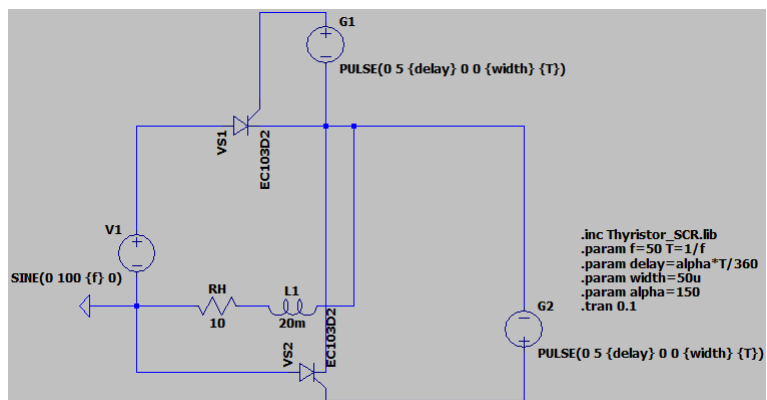 G1
PULSE(0 5 {delay} 0 0 {width} {T})
VS1
EC103D2
V1
SINE(0 100 {f} 0)
RH
10
L1
20m
EC103D2
VS2
G2
PULSE(0 5 {delay} 0 0 {width} {T})
.inc Thyristor_SCR.lib
.param f=50 T=1/f
.param delay=alpha*T/360
.param width=50u
.param alpha=150
.tran 0.1